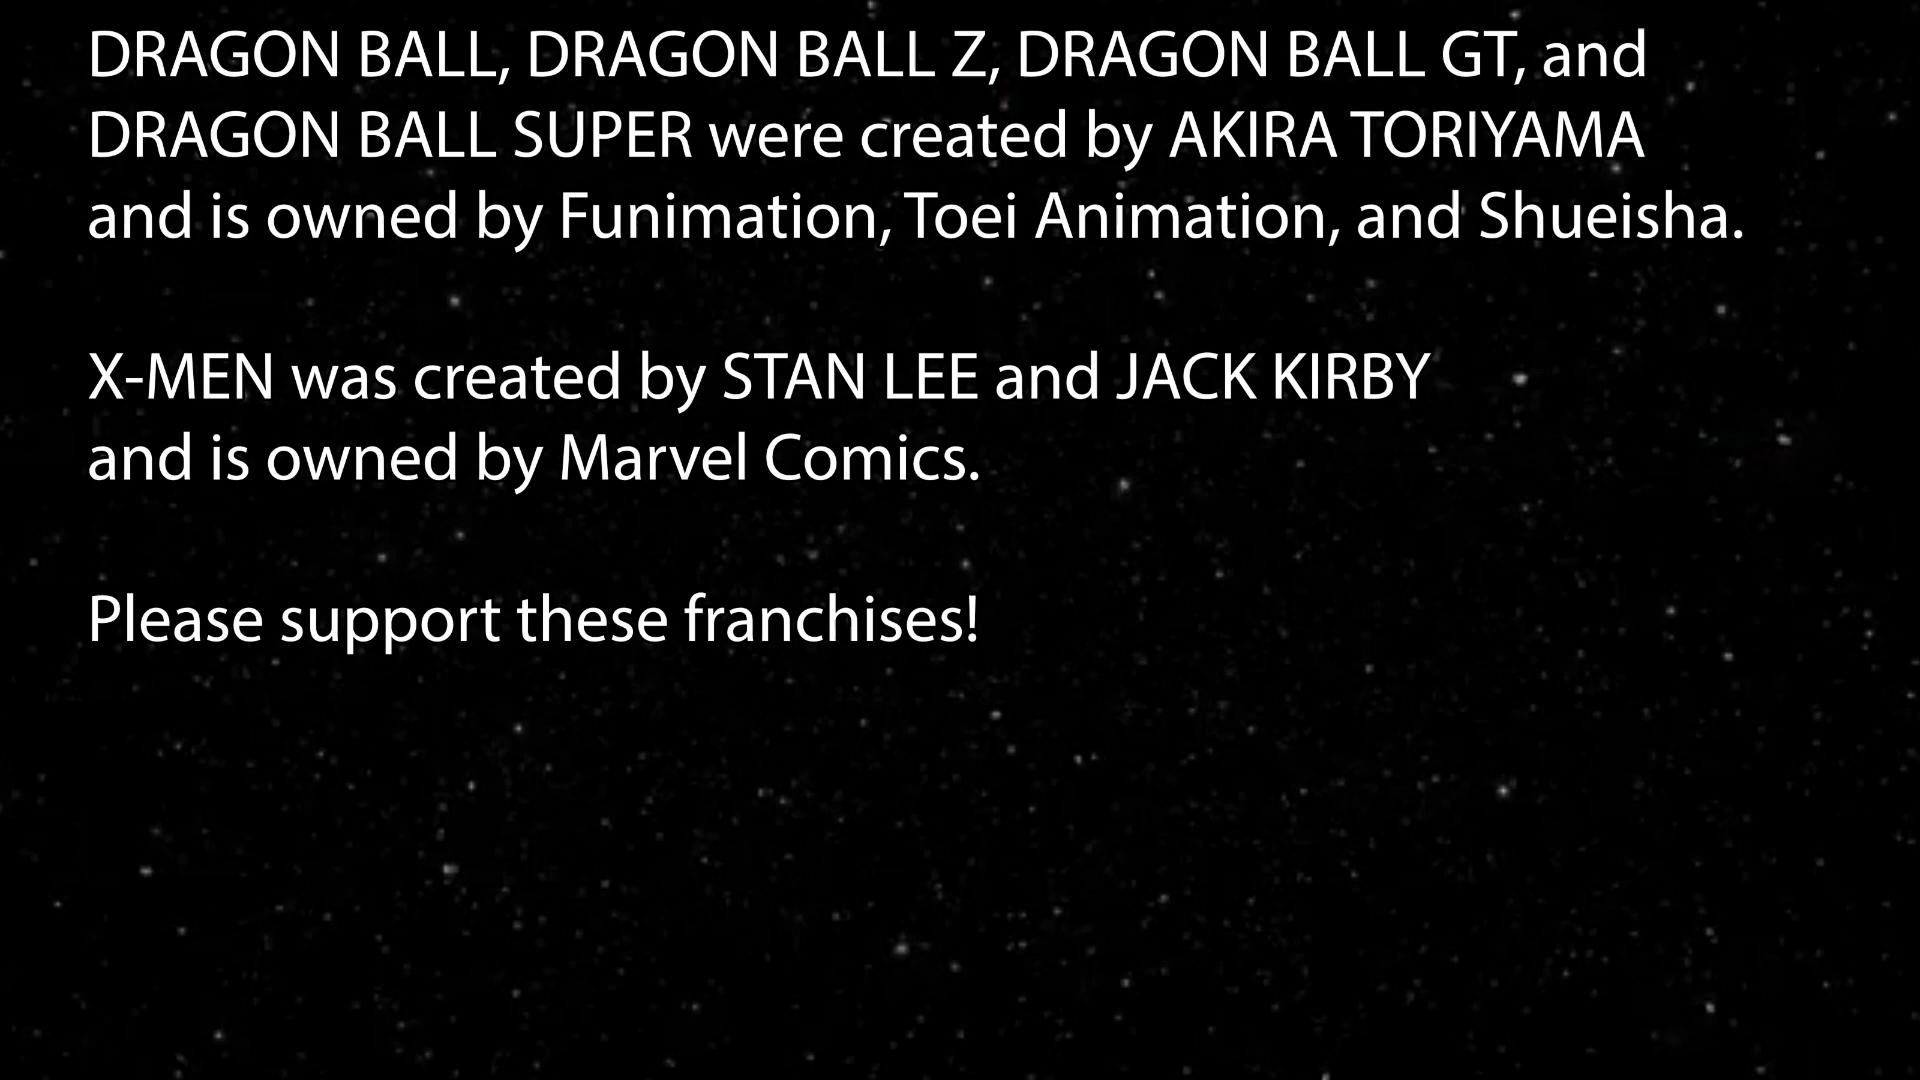 DRAGON BALL, DRAGON BALL Z, DRAGON BALL GT, and
DRAGON BALL SUPER were created by AKIRA TORIYAMA
and is owned by Funimation, Toei Animation, and Shueisha.
X-MEN was created by STAN LEE and JACK KIRBY
and is owned by Marvel Comics.
Please support these franchises!